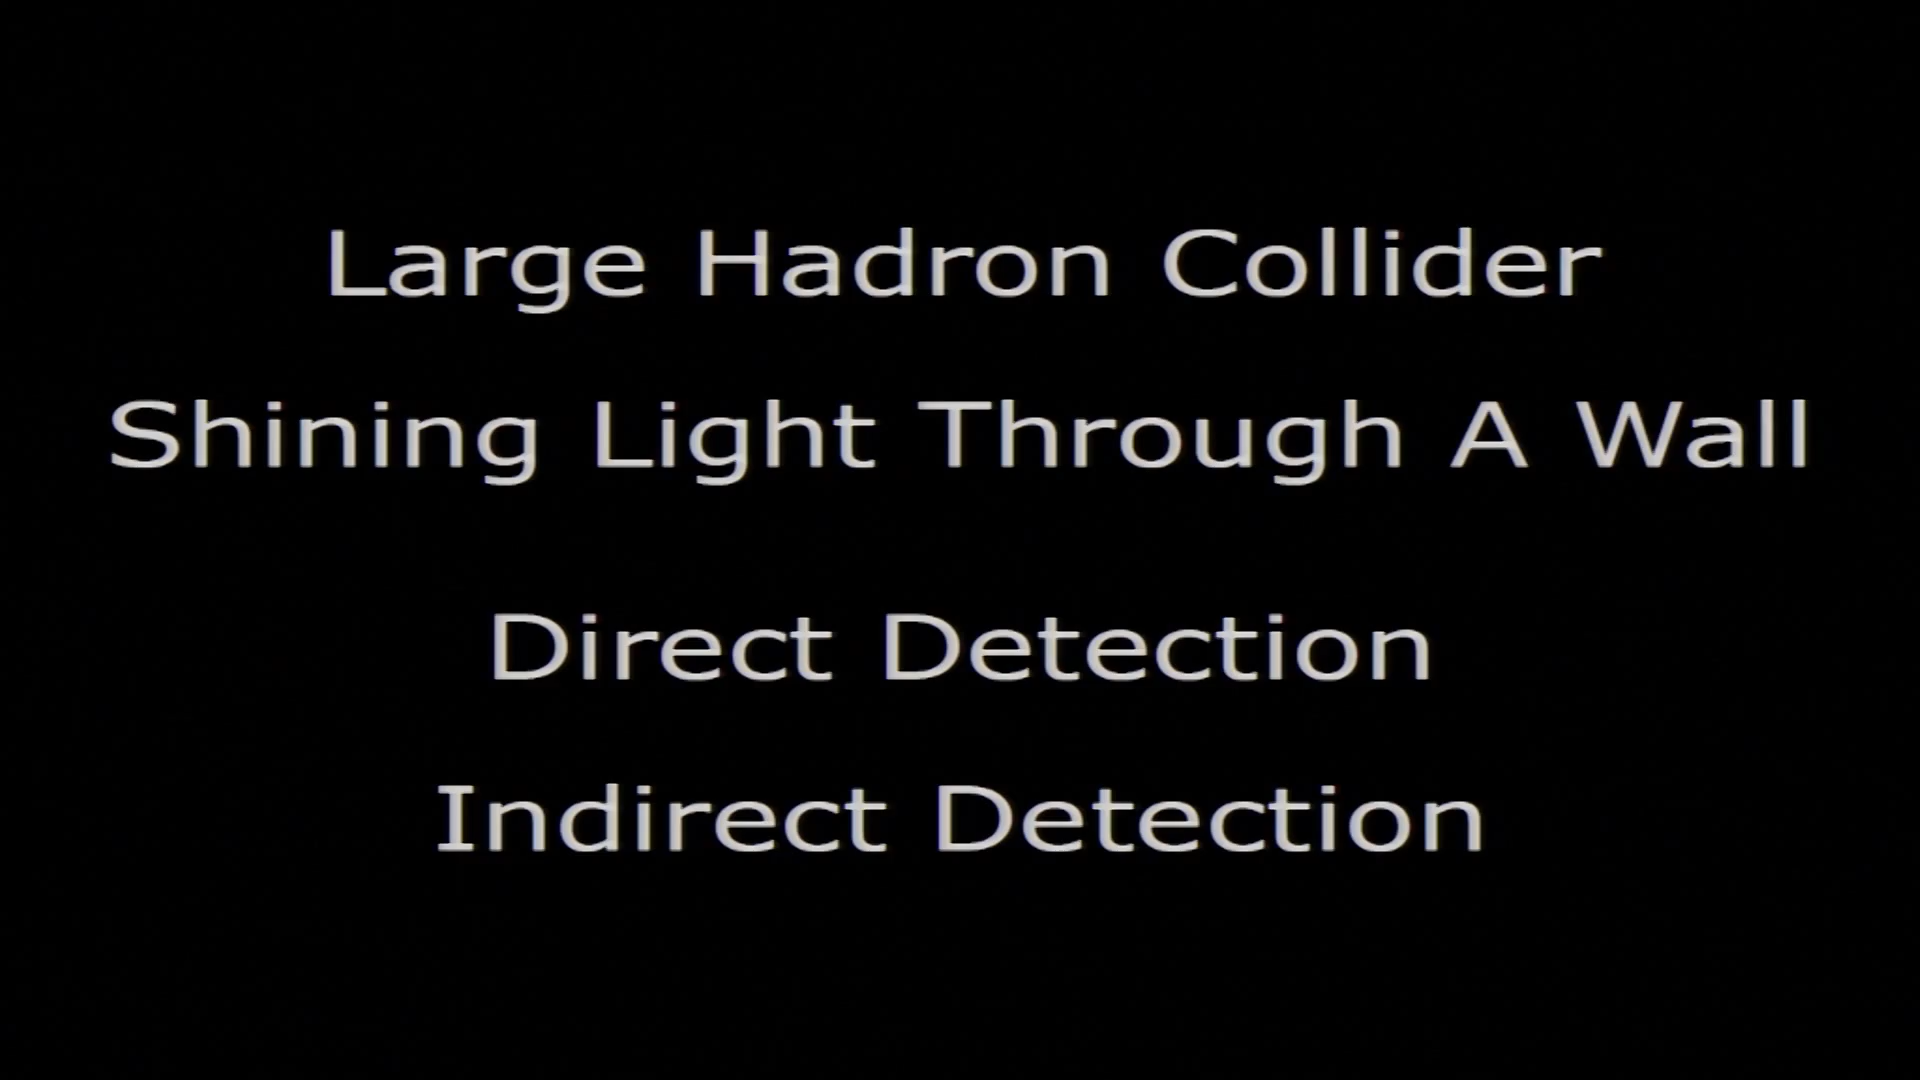 Large Hadron Collider
Shining Light Through A Wall
Direct Detection
Indirect Detection